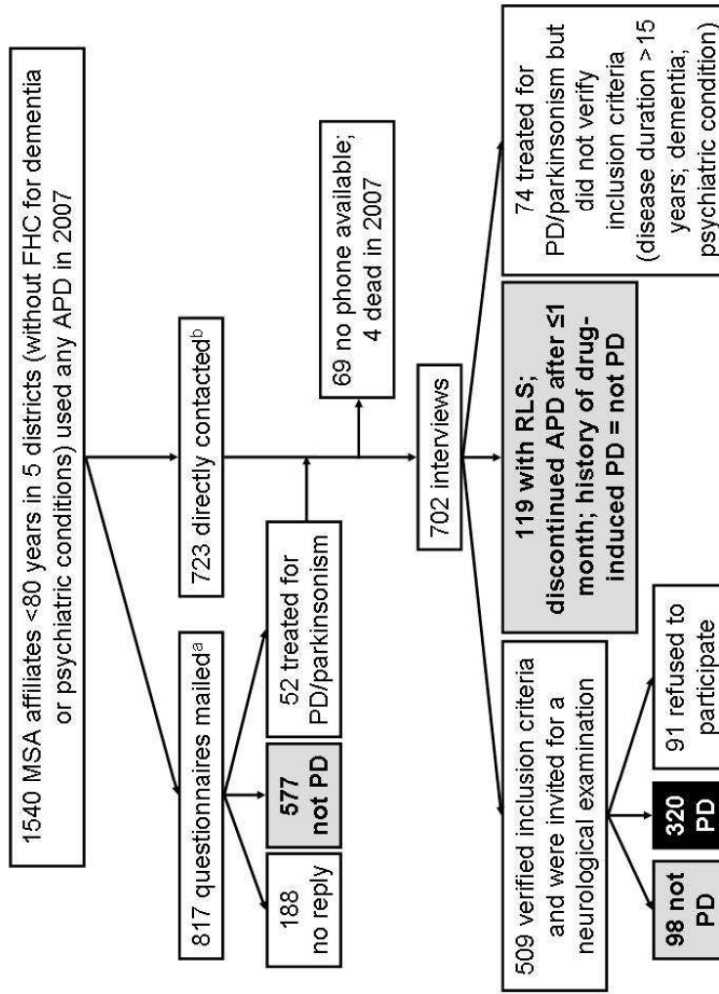 1540 MSA affiliates <80 years in 5 districts (without FHC for dementia
or psychiatric conditions) used any APD in 2007
817 questionnaires mailedᵃ
723 directly contactedᵇ
188
no reply
577
not PD
52 treated for
PD/parkinsonism
69 no phone available;
4 dead in 2007
702 interviews
509 verified inclusion criteria
and were invited for a
neurological examination
119 with RLS;
discontinued APD after ≤1
month; history of drug-
induced PD = not PD
74 treated for
PD/parkinsonism but
did not verify
inclusion criteria
(disease duration >15
years; dementia;
psychiatric condition)
98 not
PD
320
PD
91 refused to
participate